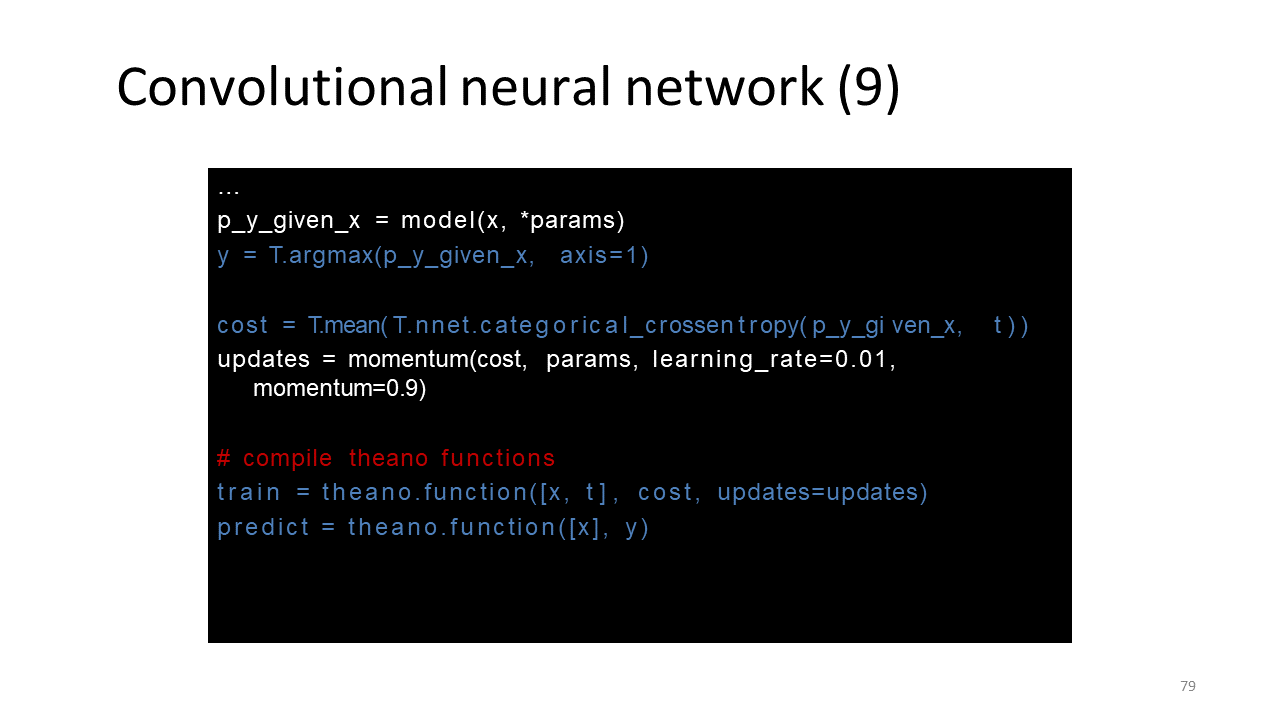 Convolutional neural network (9)
...
p_y_given_x = model(x, *params)
y = T.argmax(p_y_given_x, axis=1)
cost = T.mean(T.nnet.categorical_crossentropy(p_y_given_x, t))
updates = momentum(cost, params, learning_rate=0.01,
momentum=0.9)
# compile theano functions
train = theano.function([x, t], cost, updates=updates)
predict = theano.function([x], y)
79